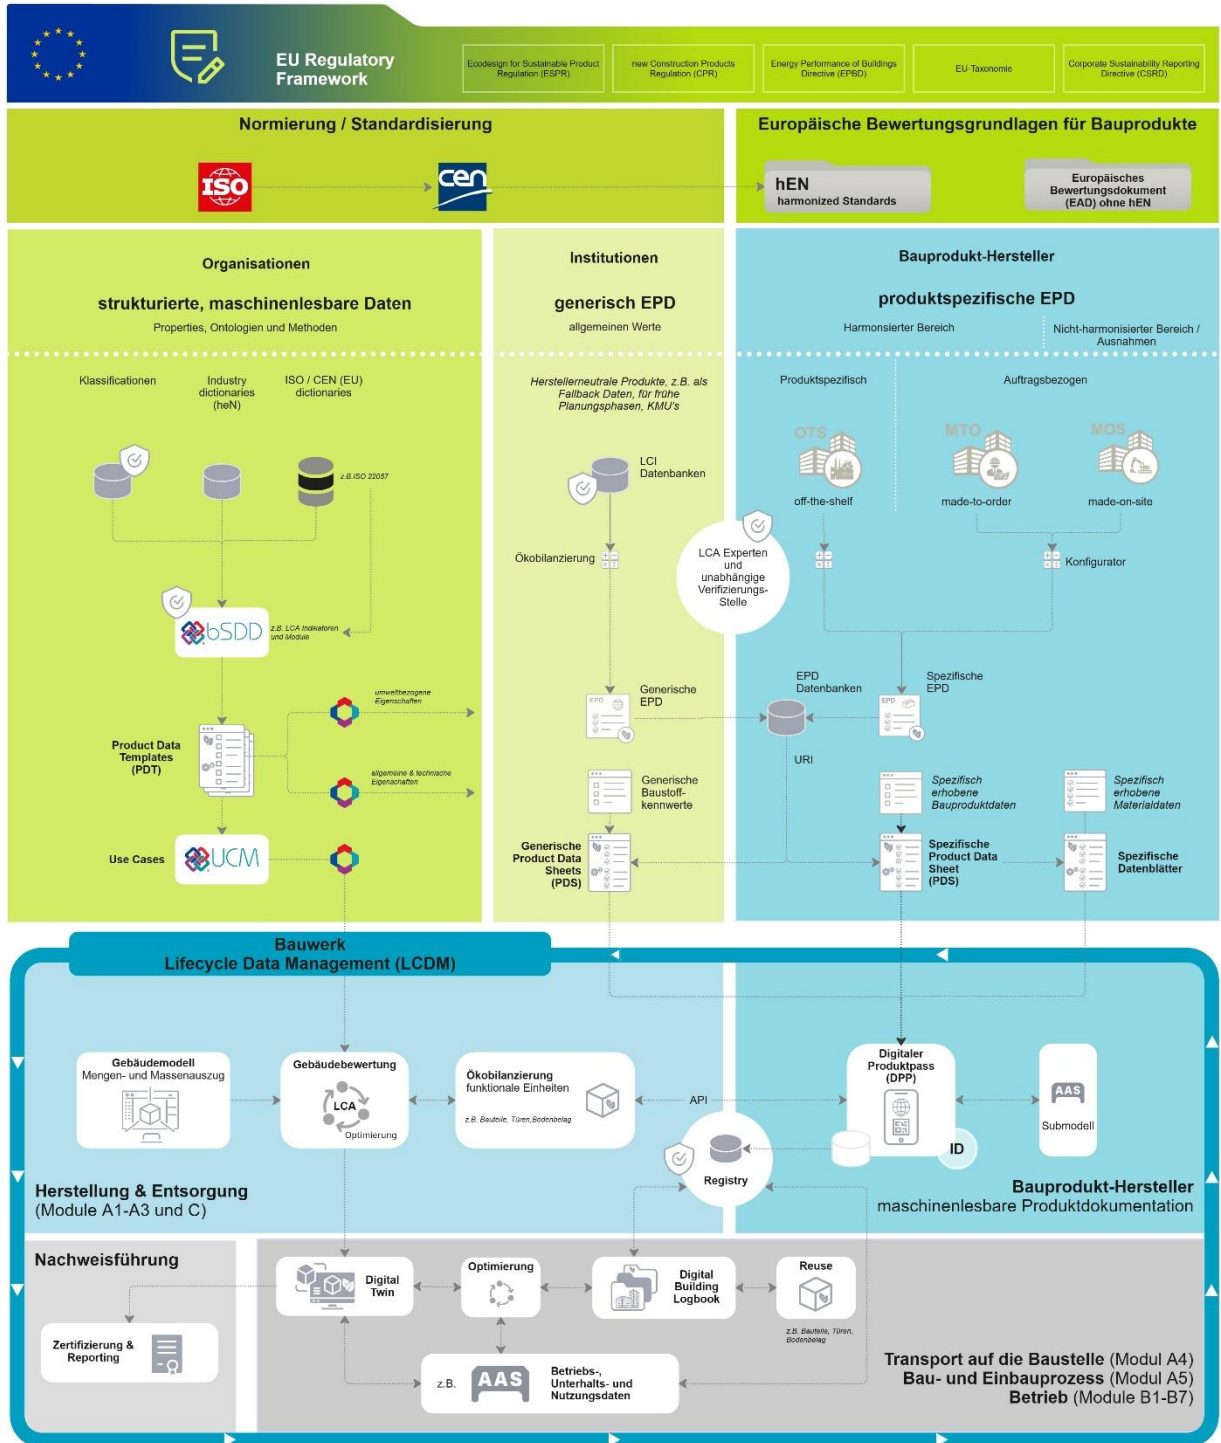 EU Regulatory
Framework
Ecodesign for Sustainable Product
Regulation (ESPR)
new Construction Products
Regulation (CPR)
Energy Performance of Buildings
Directive (EPBD)
EU-Taxonomie
Corporate Sustainability Reporting
Directive (CSRD)
Normierung / Standardisierung
ISO
cen
Europäische Bewertungsgrundlagen für Bauprodukte
hEN
harmonized Standards
Europäisches
Bewertungsdokument
(EAD) ohne hEN
Organisationen
strukturierte, maschinenlesbare Daten
Properties, Ontologien und Methoden
Institutionen
generisch EPD
allgemeinen Werte
Bauprodukt-Hersteller
produktspezifische EPD
Harmonsierter Bereich
Nicht-harmonisierter Bereich /
Ausnahmen
Klassificationen
Industry
dictionaries
(heN)
ISO / CEN (EU)
dictionaries
z.B.ISO 22057
Herstellerneutrale Produkte, z.B. als
Fallback Daten, für frühe
Planungsphasen, KMU's
LCI
Datenbanken
Ökobilanzierung
Produktspezifisch
Auftragsbezogen
OTS
MTO
MOS
off-the-shelf
made-to-order
made-on-site
LCA Experten
und
unabhängige
Verifizierungs-
Stelle
Konfigurator
bSDD
z.B. LCA Indikatoren
und Module
umweltbezogene
Eigenschaften
Product Data
Templates
(PDT)
allgemeine & technische
Eigenschaften
Use Cases
UCM
EPD
Generische
EPD
EPD
Datenbanken
URI
EPD
Spezifische
EPD
Generische
Baustoff-
kennwerte
Spezifisch
erhobene
Bauproduktdaten
Spezifisch
erhobene
Materialdaten
Generische
Product Data
Sheets
(PDS)
Spezifische
Product Data
Sheet
(PDS)
Spezifische
Datenblätter
Bauwerk
Lifecycle Data Management (LCDM)
Gebäudemodell
Mengen- und Massenauszug
Gebäudebewertung
LCA
Optimierung
Ökobilanzierung
funktionale Einheiten
z.B. Bauteile, Türen,Bodenbelag
API
Digitaler
Produktpass
(DPP)
ID
AAS
Submodell
Registry
Herstellung & Entsorgung
(Module A1-A3 und C)
Bauprodukt-Hersteller
maschinenlesbare Produktdokumentation
Nachweisführung
Zertifizierung &
Reporting
Digital
Twin
Optimierung
Digital
Building
Logbook
Reuse
z.B. Bauteile, Türen,
Bodenbelag
z.B.
AAS
Betriebs-,
Unterhalts- und
Nutzungsdaten
Transport auf die Baustelle (Modul A4)
Bau- und Einbauprozess (Modul A5)
Betrieb (Module B1-B7)